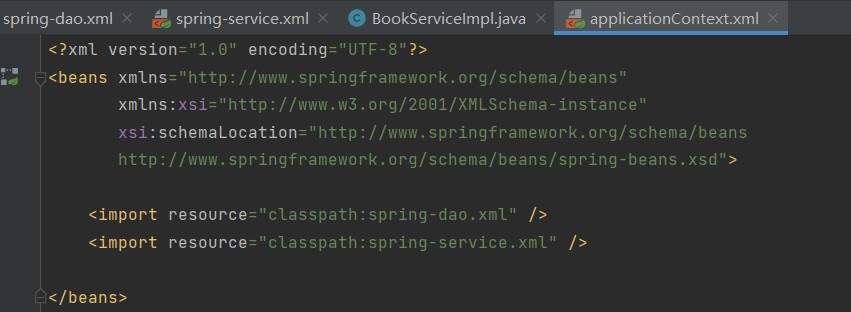 spring-dao.xml spring-service.xml BookServiceImpl.java applicationContext.xml
<?xml version="1.0" encoding="UTF-8"?>
<beans xmlns="http://www.springframework.org/schema/beans"
xmlns:xsi="http://www.w3.org/2001/XMLSchema-instance"
xsi:schemaLocation="http://www.springframework.org/schema/beans
http://www.springframework.org/schema/beans/spring-beans.xsd">
<import resource="classpath:spring-dao.xml" />
<import resource="classpath:spring-service.xml" />
</beans>